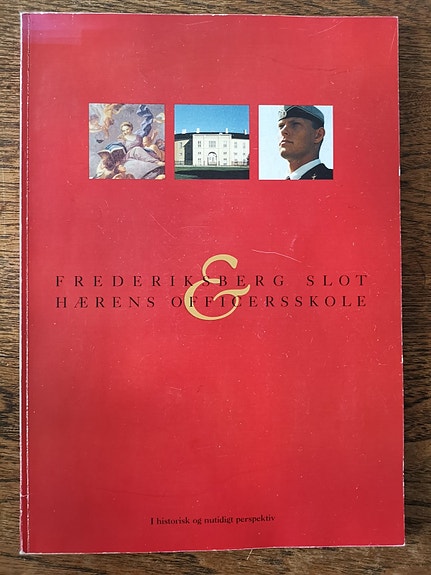 FREDERIKSBERG SLOT
&
HÆRENS OFFICERSSKOLE
I historisk og nutidigt perspektiv